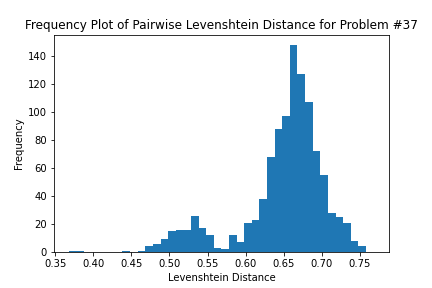 Frequency Plot of Pairwise Levenshtein Distance for Problem #37
140
120
100
80
60
40
20
0
Frequency
0.35 0.40 0.45 0.50 0.55 0.60 0.65 0.70 0.75
Levenshtein Distance